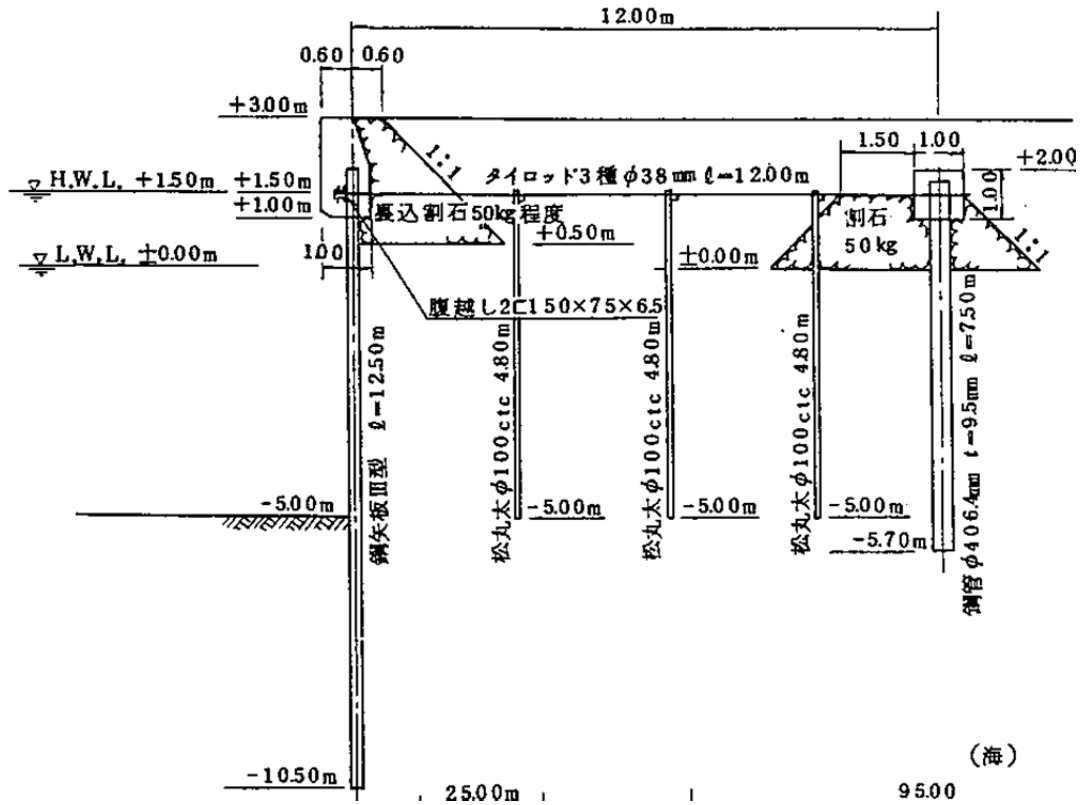 12.00m
0.60 0.60
+3.00m
1:1
1.50 1.00
+2.00
タイロッド3種φ38mm ℓ=12.00m
H.W.L. +1.50m
+1.50m
1.00
+1.00m
裏込割石50kg程度
割石
50kg
1:1
+0.50m
L.W.L. ±0.00m
±0.00m
1.00
腹越し2⊏150×75×6.5
鋼矢板Ⅲ型 ℓ=12.50m
松丸太φ100ctc 4.80m
松丸太φ100ctc 4.80m
松丸太φ100ctc 4.80m
鋼管φ406.4mm t=9.5mm ℓ=7.50m
-5.00m
-5.00m
-5.00m
-5.00m
-5.70m
(海)
-10.50m
25.00m
95.00